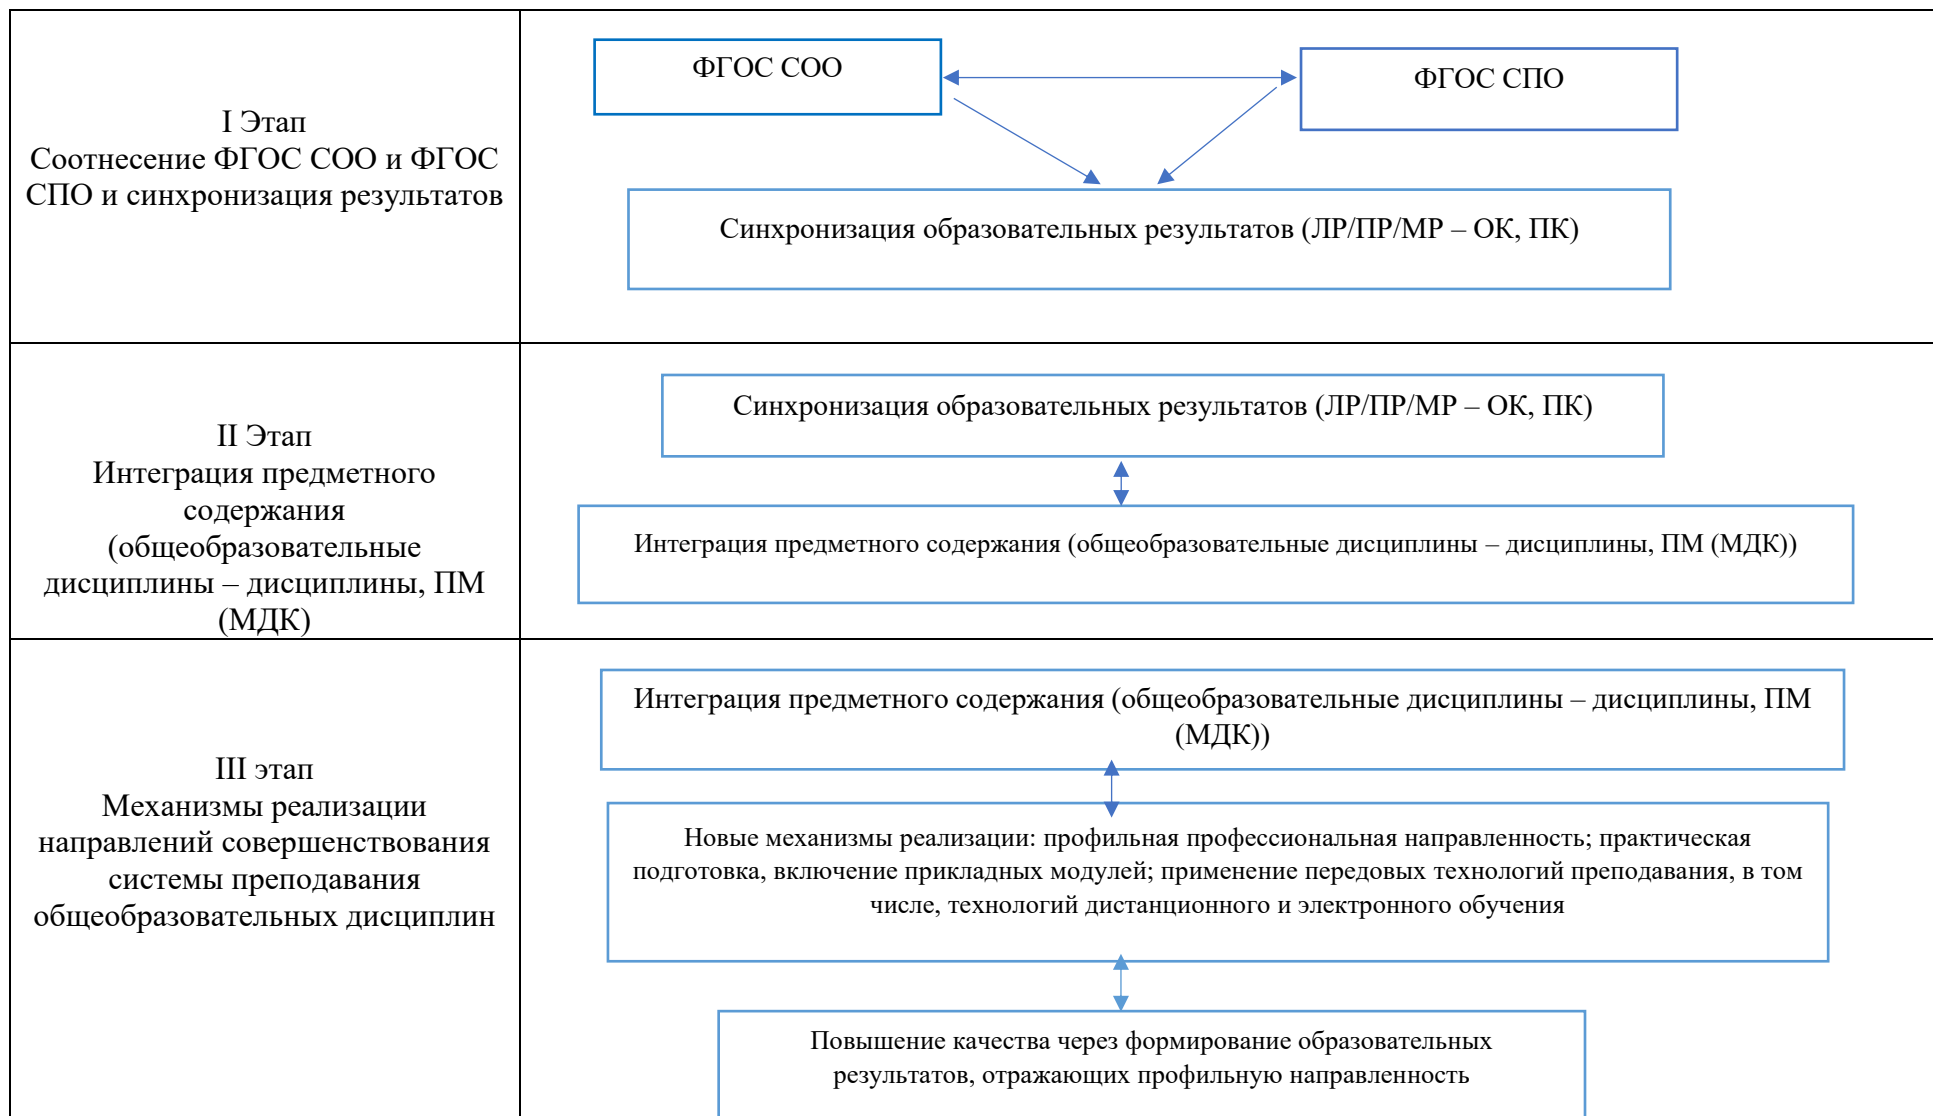 I Этап
Соотнесение ФГОС СОО и ФГОС
СПО и синхронизация результатов
ФГОС СОО
ФГОС СПО
Синхронизация образовательных результатов (ЛР/ПР/МР – ОК, ПК)
II Этап
Интеграция предметного
содержания
(общеобразовательные
дисциплины – дисциплины, ПМ
(МДК)
Синхронизация образовательных результатов (ЛР/ПР/МР – ОК, ПК)
Интеграция предметного содержания (общеобразовательные дисциплины – дисциплины, ПМ (МДК))
III этап
Механизмы реализации
направлений совершенствования
системы преподавания
общеобразовательных дисциплин
Интеграция предметного содержания (общеобразовательные дисциплины – дисциплины, ПМ
(МДК))
Новые механизмы реализации: профильная профессиональная направленность; практическая
подготовка, включение прикладных модулей; применение передовых технологий преподавания, в том
числе, технологий дистанционного и электронного обучения
Повышение качества через формирование образовательных
результатов, отражающих профильную направленность